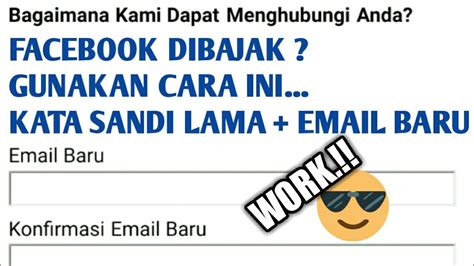 Bagaimana Kami Dapat Menghubungi Anda?
FACEBOOK DIBAJAK ?
GUNAKAN CARA INI...
KATA SANDI LAMA + EMAIL BARU
Email Baru
WORK.!!
Konfirmasi Email Baru